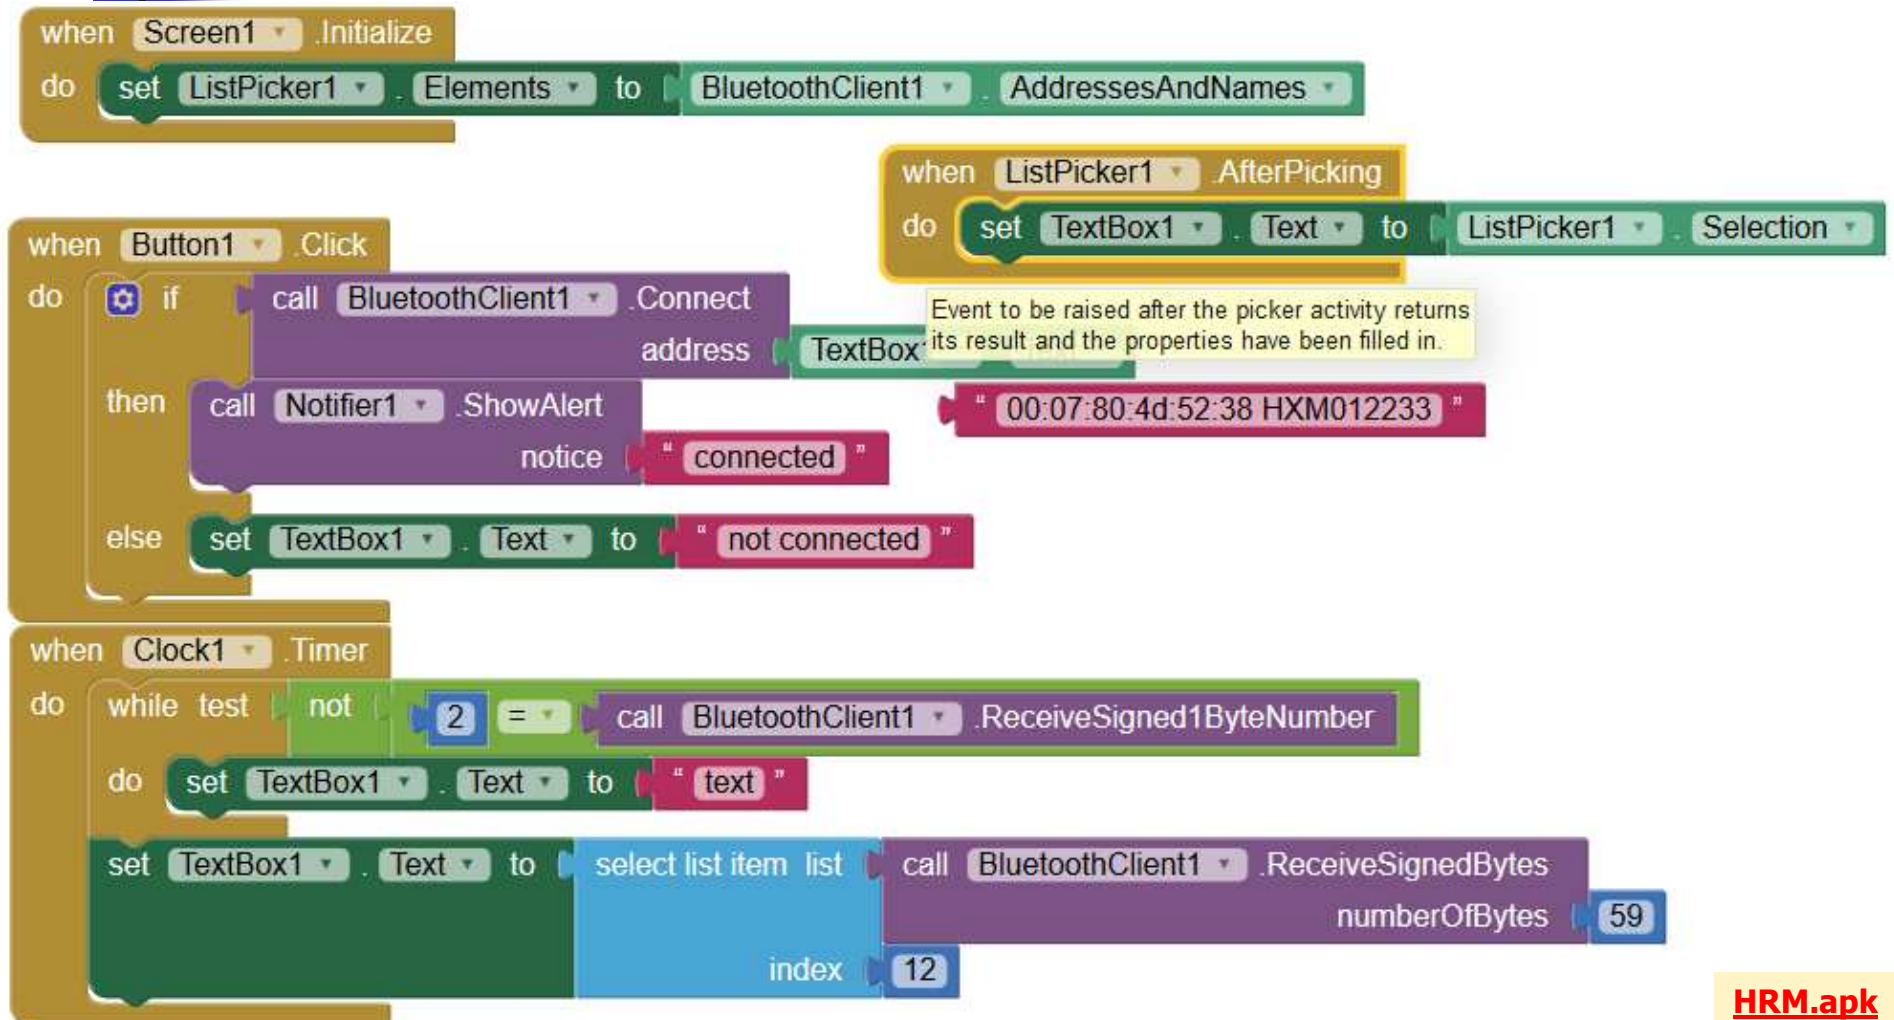 when Screen1 .Initialize
do set ListPicker1 . Elements to BluetoothClient1 . AddressesAndNames
when ListPicker1 .AfterPicking
do set TextBox1 . Text to ListPicker1 . Selection
Event to be raised after the picker activity returns
its result and the properties have been filled in.
when Button1 .Click
do if call BluetoothClient1 .Connect
address TextBox
then call Notifier1 .ShowAlert
notice " connected "
" 00:07:80:4d:52:38 HXM012233 "
else set TextBox1 . Text to " not connected "
when Clock1 .Timer
do while test not 2 = call BluetoothClient1 .ReceiveSigned1ByteNumber
do set TextBox1 . Text to " text "
set TextBox1 . Text to select list item list call BluetoothClient1 .ReceiveSignedBytes
numberOfBytes 59
index 12
HRM.apk